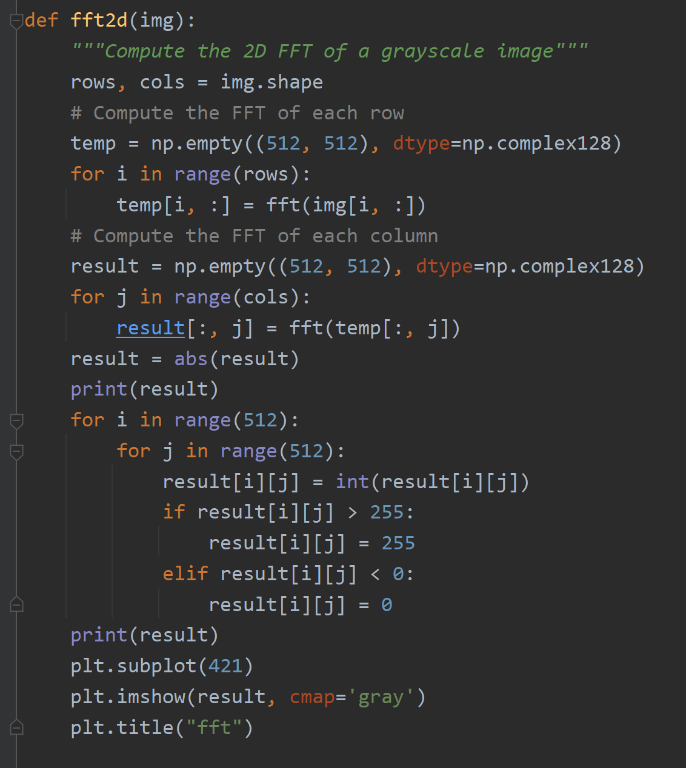 def fft2d(img):
    """Compute the 2D FFT of a grayscale image"""
    rows, cols = img.shape
    # Compute the FFT of each row
    temp = np.empty((512, 512), dtype=np.complex128)
    for i in range(rows):
        temp[i, :] = fft(img[i, :])
    # Compute the FFT of each column
    result = np.empty((512, 512), dtype=np.complex128)
    for j in range(cols):
        result[:, j] = fft(temp[:, j])
    result = abs(result)
    print(result)
    for i in range(512):
        for j in range(512):
            result[i][j] = int(result[i][j])
            if result[i][j] > 255:
                result[i][j] = 255
            elif result[i][j] < 0:
                result[i][j] = 0
    print(result)
    plt.subplot(421)
    plt.imshow(result, cmap='gray')
    plt.title("fft")